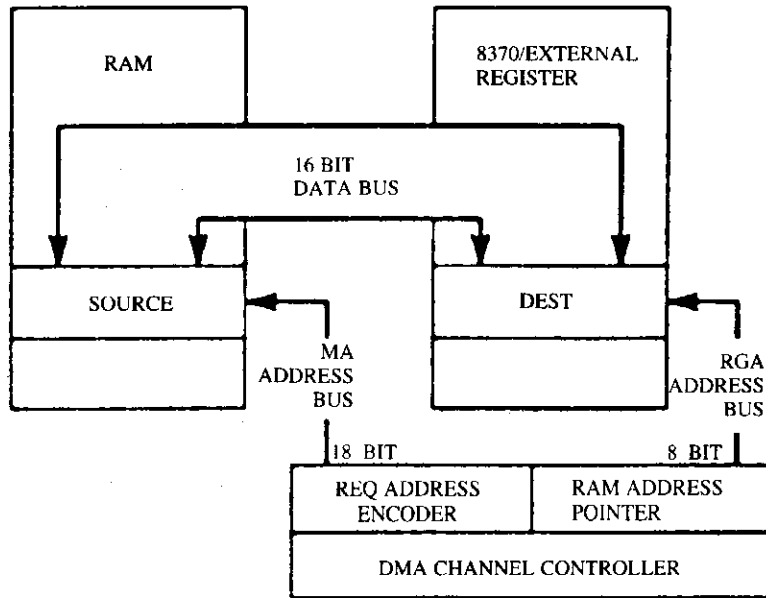 RAM
8370/EXTERNAL
REGISTER
16 BIT
DATA BUS
SOURCE
DEST
MA
ADDRESS
BUS
RGA
ADDRESS
BUS
18 BIT
8 BIT
REQ ADDRESS
ENCODER
RAM ADDRESS
POINTER
DMA CHANNEL CONTROLLER